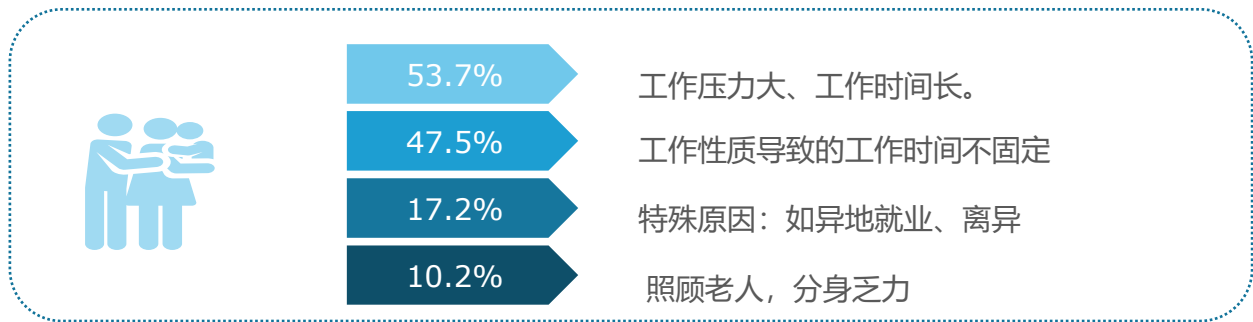 53.7% 工作压力大、工作时间长。
47.5% 工作性质导致的工作时间不固定
17.2% 特殊原因：如异地就业、离异
10.2% 照顾老人，分身乏力